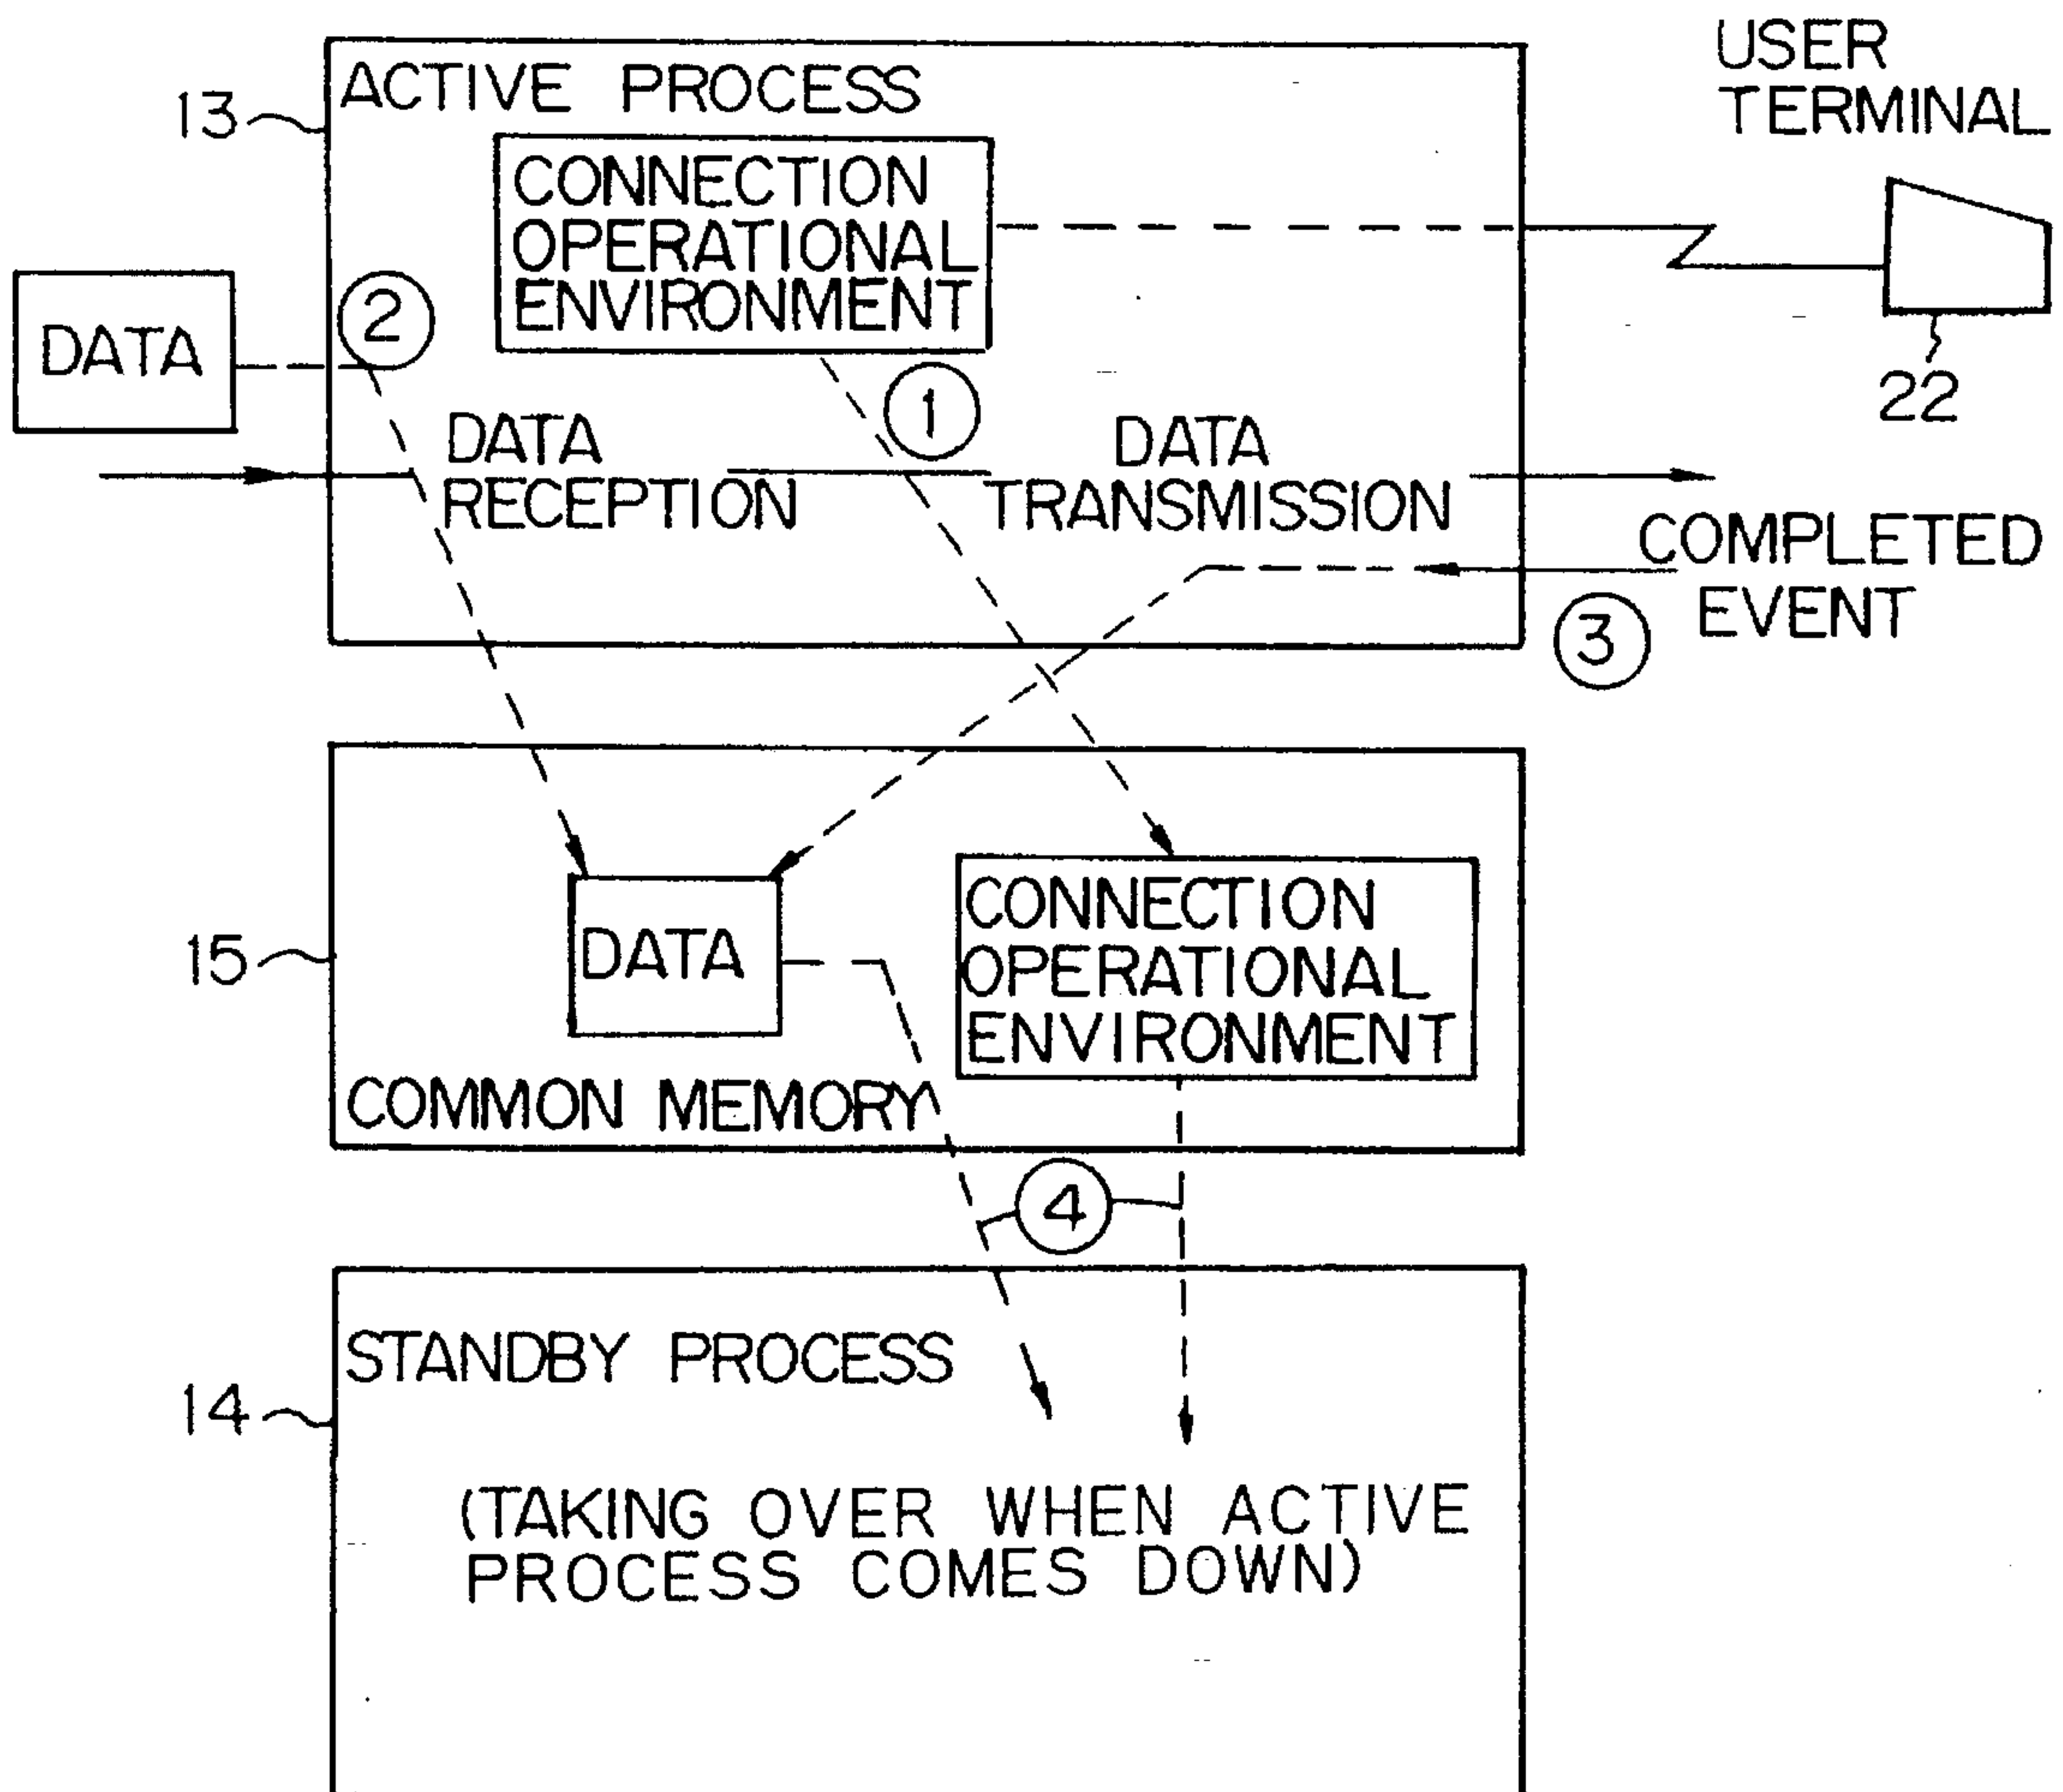 USER
TERMINAL
ACTIVE PROCESS
13
CONNECTION
OPERATIONAL
ENVIRONMENT
2
DATA
22
1
DATA
RECEPTION
DATA
TRANSMISSION
COMPLETED
EVENT
3
15
DATA
CONNECTION
OPERATIONAL
ENVIRONMENT
COMMON MEMORY
4
STANDBY PROCESS
14
(TAKING OVER WHEN ACTIVE
PROCESS COMES DOWN)